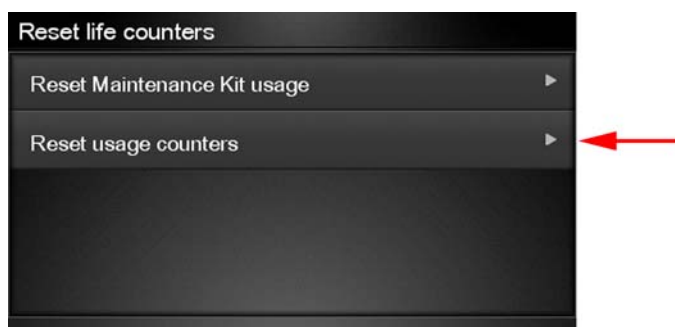 Reset life counters
Reset Maintenance Kit usage
Reset usage counters